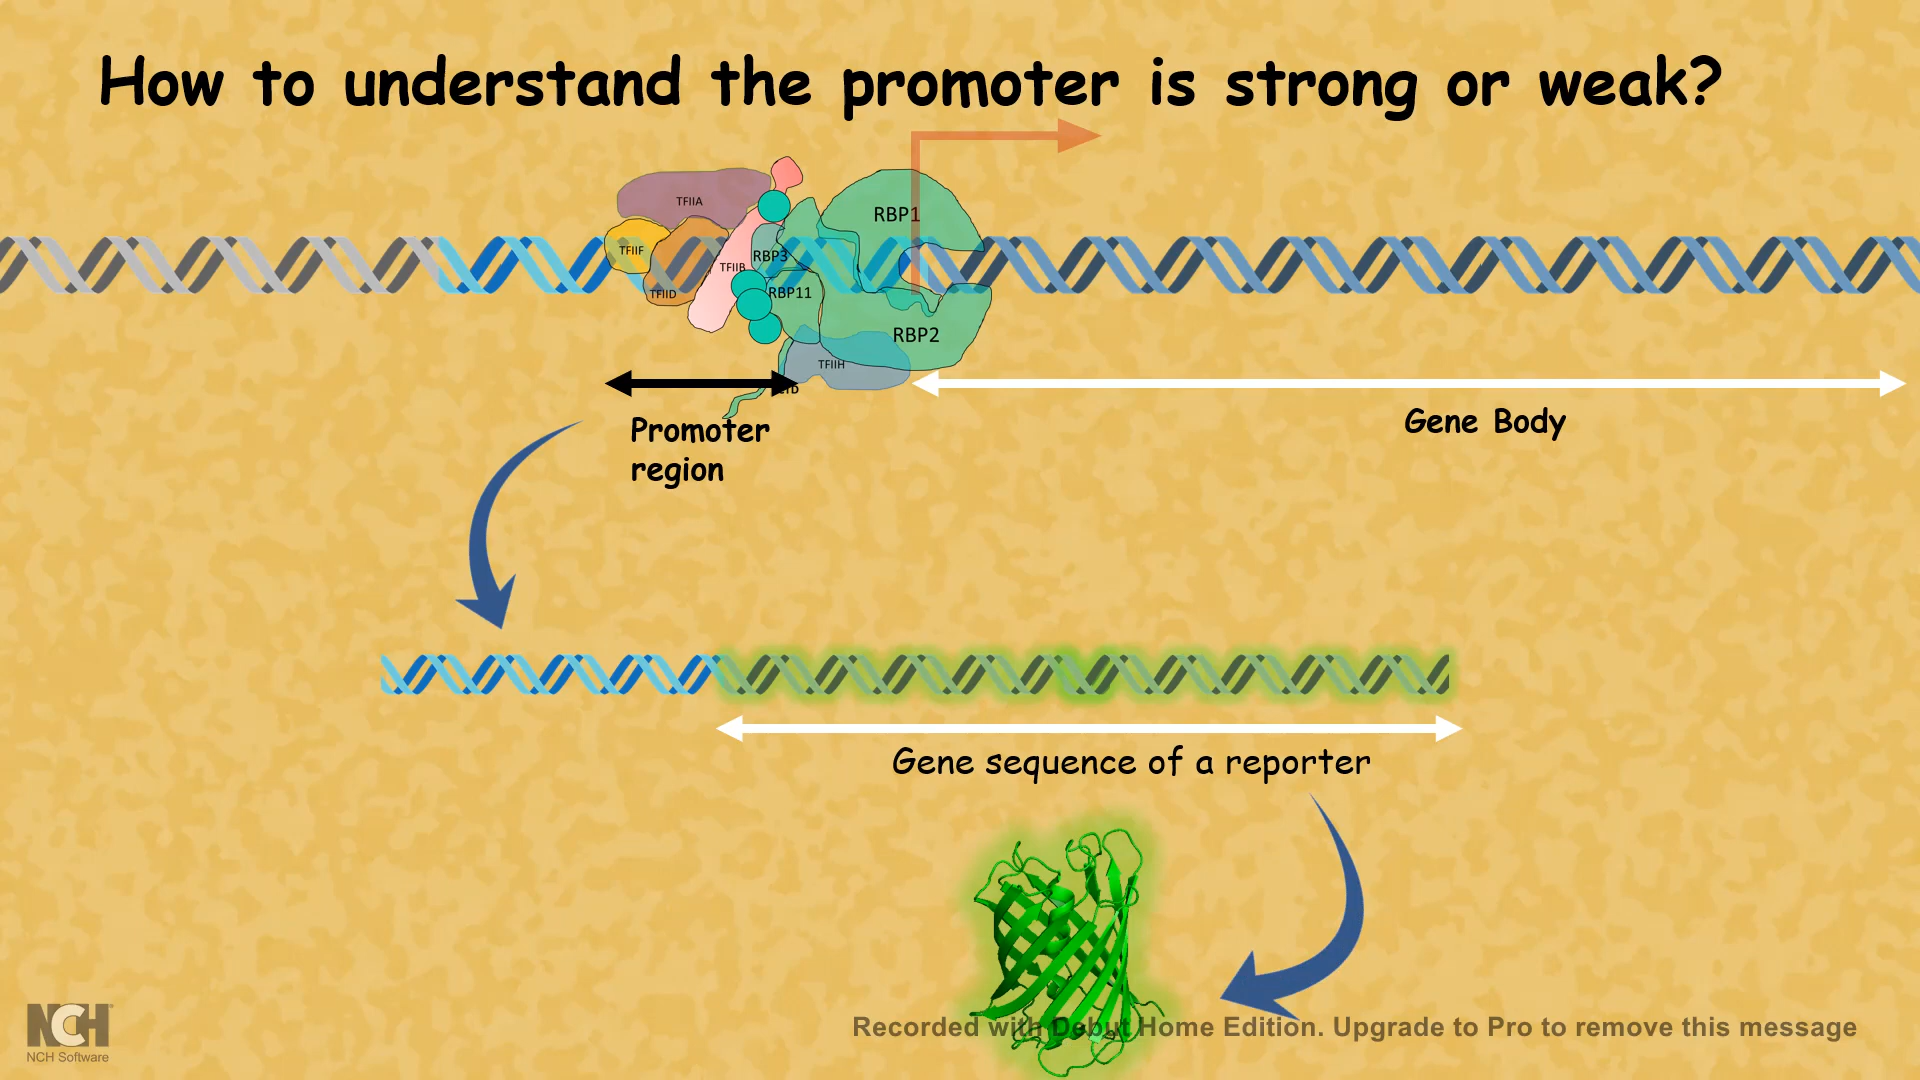 How to understand the promoter is strong or weak?
TFIIA
RBP1
TFIIF
RBP3
TFIIB
TFIID
RBP11
RBP2
TFIIH
Promoter
region
Gene Body
Gene sequence of a reporter
NCH
NCH Software
Recorded with Debut Home Edition. Upgrade to Pro to remove this message